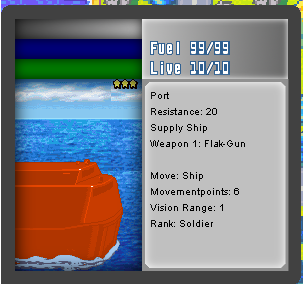 Fuel 99/99
Live 10/10
Port
Resistance: 20
Supply Ship
Weapon 1: Flak-Gun
Move: Ship
Movementpoints: 6
Vision Range: 1
Rank: Soldier